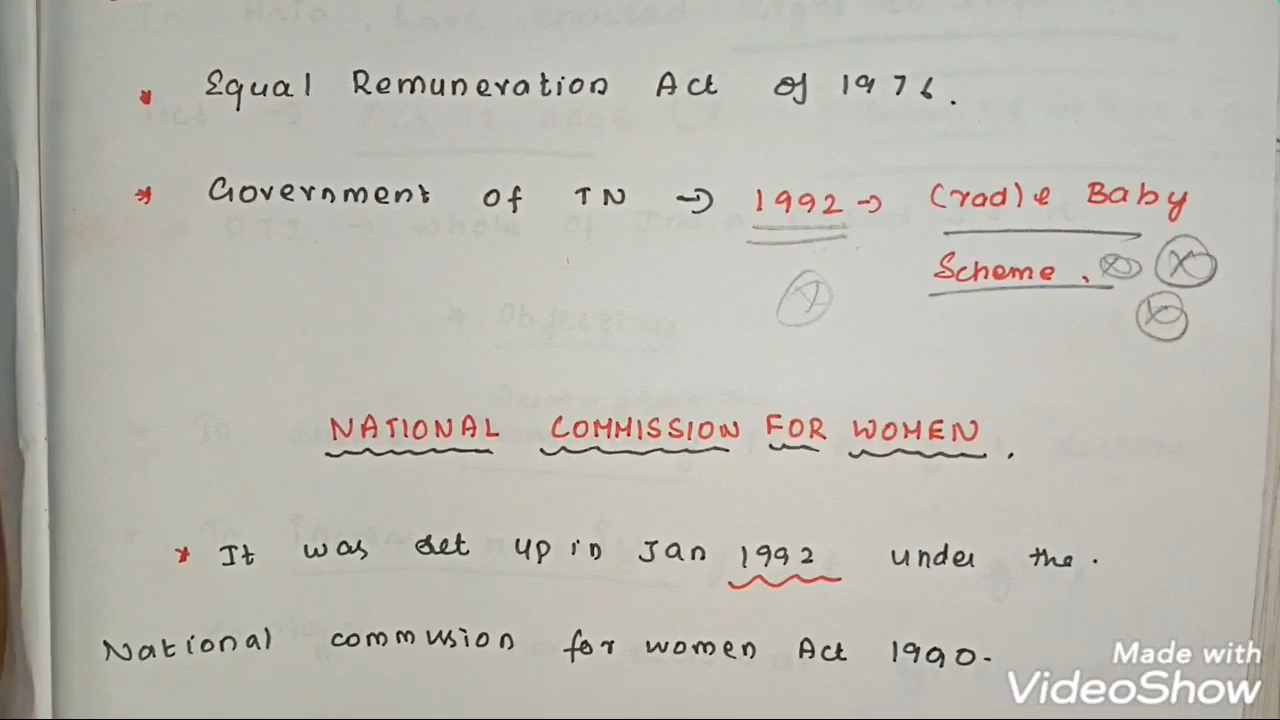 * Equal Remuneration Act of 1976.
* Government of TN → 1992 → Cradle Baby
Scheme.
NATIONAL COMMISSION FOR WOMEN.
* It was set up in Jan 1992 under the.
National commusion for women Act 1990.
Made with
VideoShow